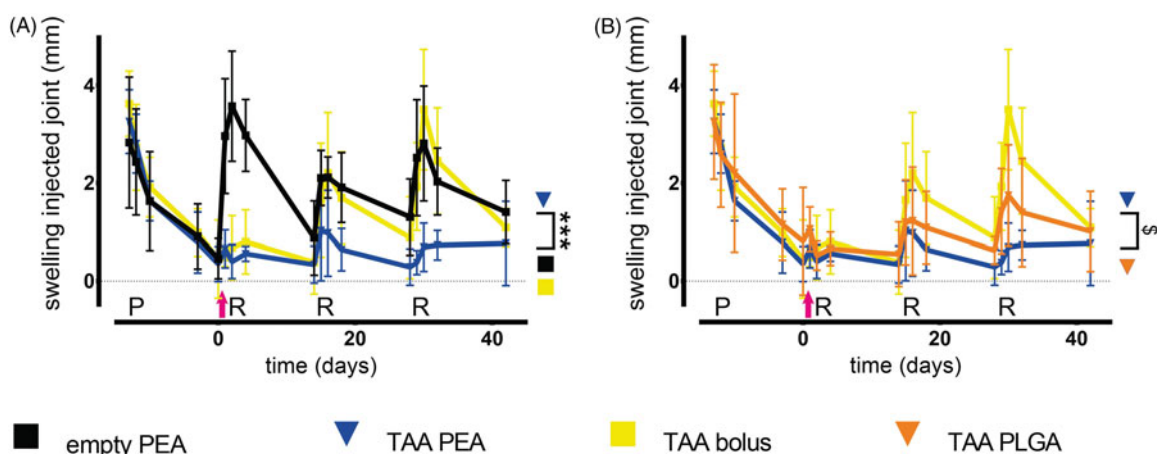 (A)
swelling injured joint (mm)
4
2
0
P
R
R
R
***
0
20
40
time (days)
(B)
swelling injected joint (mm)
4
2
0
P
R
R
R
$
0
20
40
time (days)
empty PEA
TAA PEA
TAA bolus
TAA PLGA